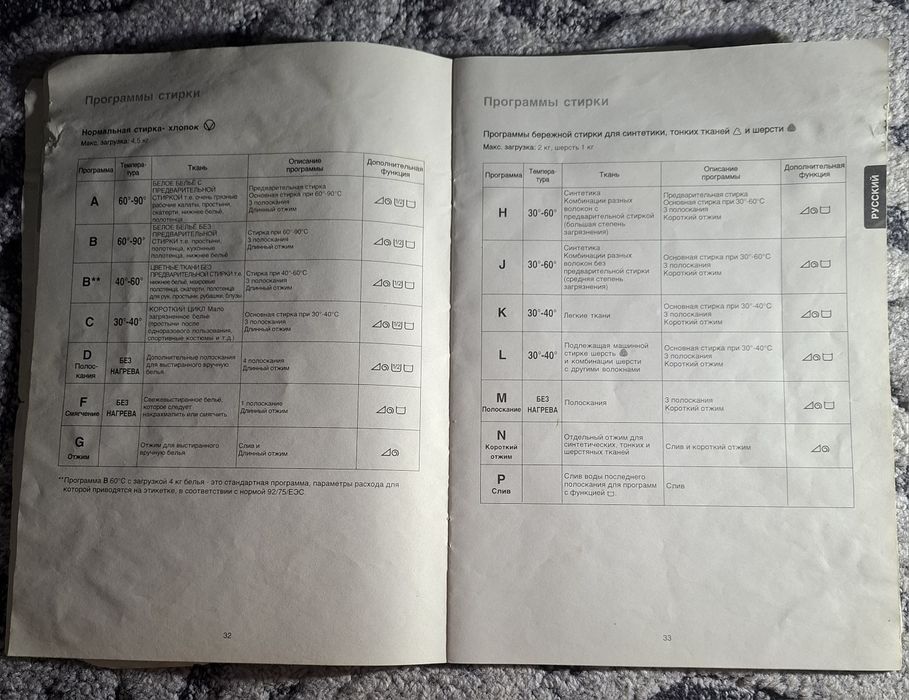 Программы стирки
Нормальная стирка- хлопок
Макс. загрузка: 4,5 кг
Программа
Темпера-
тура
Ткань
Описание
программы
Дополнительная
функция
A
60°-90°
БЕЛОЕ БЕЛЬЕ С
ПРЕДВАРИТЕЛЬНОЙ
СТИРКОЙ т.е. очень грязные
рабочие халаты, простыни,
скатерти, нижнее бельё,
полотенца
Предварительная стирка
Основная стирка при 60°-90°C
3 полоскания
Длинный отжим
1/2
B
60°-90°
БЕЛОЕ БЕЛЬЕ БЕЗ
ПРЕДВАРИТЕЛЬНОЙ
СТИРКИ т.е. простыни,
полотенца, кухонные
полотенца, нижнее бельё
Стирка при 60°-90°C
3 полоскания
Длинный отжим
1/2
B**
40°-60°
ЦВЕТНЫЕ ТКАНИ БЕЗ
ПРЕДВАРИТЕЛЬНОЙ СТИРКИ т.е.
нижнее бельё, махровые
полотенца, скатерти, полотенца
для рук, простыни, рубашки, блузы
Стирка при 40°-60°C
3 полоскания
Длинный отжим
1/2
C
30°-40°
КОРОТКИЙ ЦИКЛ Мало
загрязненное бельё
(простыни после
одноразового пользования,
спортивные костюмы и т.д.)
Основная стирка при 30°-40°C
3 полоскания
Длинный отжим
1/2
D
Полос-
кания
БЕЗ
НАГРЕВА
Дополнительные полоскания
для выстиранного вручную
белья.
4 полоскания
Длинный отжим
1/2
F
Смягчение
БЕЗ
НАГРЕВА
Свежевыстиранное бельё,
которое следует
накрахмалить или смягчить
1 полоскание
Длинный отжим
G
Отжим
Отжим для выстиранного
вручную белья
Слив и
Длинный отжим
**Программа B 60°C с загрузкой 4 кг белья - это стандартная программа, параметры расхода для
которой приводятся на этикетке, в соответствии с нормой 92/75/ЕЭС.
32
Программы стирки
Программы бережной стирки для синтетики, тонких тканей и шерсти
Макс. загрузка: 2 кг, шерсть 1 кг
Программа
Темпера-
тура
Ткань
Описание
программы
Дополнительная
функция
H
30°-60°
Синтетика
Комбинации разных
волокон с
предварительной стиркой
(большая степень
загрязнения)
Предварительная стирка
Основная стирка при 30°-60°C
3 полоскания
Короткий отжим
J
30°-60°
Синтетика
Комбинации разных
волокон без
предварительной стирки
(средняя степень
загрязнения)
Основная стирка при 30°-60°C
3 полоскания
Короткий отжим
K
30°-40°
Легкие ткани
Основная стирка при 30°-40°C
3 полоскания
Короткий отжим
L
30°-40°
Подлежащая машинной
стирке шерсть
и комбинации шерсти
с другими волокнами
Основная стирка при 30°-40°C
3 полоскания
Короткий отжим
M
Полоскание
БЕЗ
НАГРЕВА
Полоскания
3 полоскания
Короткий отжим
N
Короткий
отжим
Отдельный отжим для
синтетических, тонких и
шерстяных тканей
Слив и короткий отжим
P
Слив
Слив воды последнего
полоскания для программ
с функцией
Слив
РУССКИЙ
33